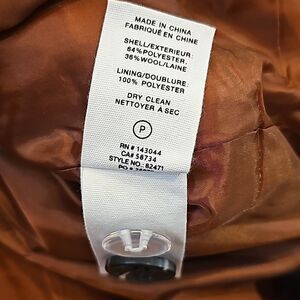 MADE IN CHINA
FABRIQUÉ EN CHINE
SHELL/EXTERIEUR:
64% POLYESTER,
36% WOOL/LAINE
LINING/DOUBLURE:
100% POLYESTER
DRY CLEAN
NETTOYER À SEC
P
RN # 143044
CA# 58734
STYLE NO.: 82471
PO #